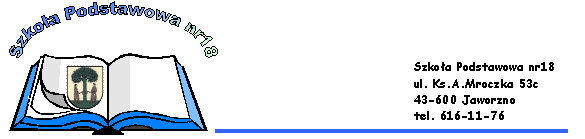 Szkoła Podstawowa nr18
Szkoła Podstawowa nr18
ul. Ks.A.Mroczka 53c
43-600 Jaworzno
tel. 616-11-76